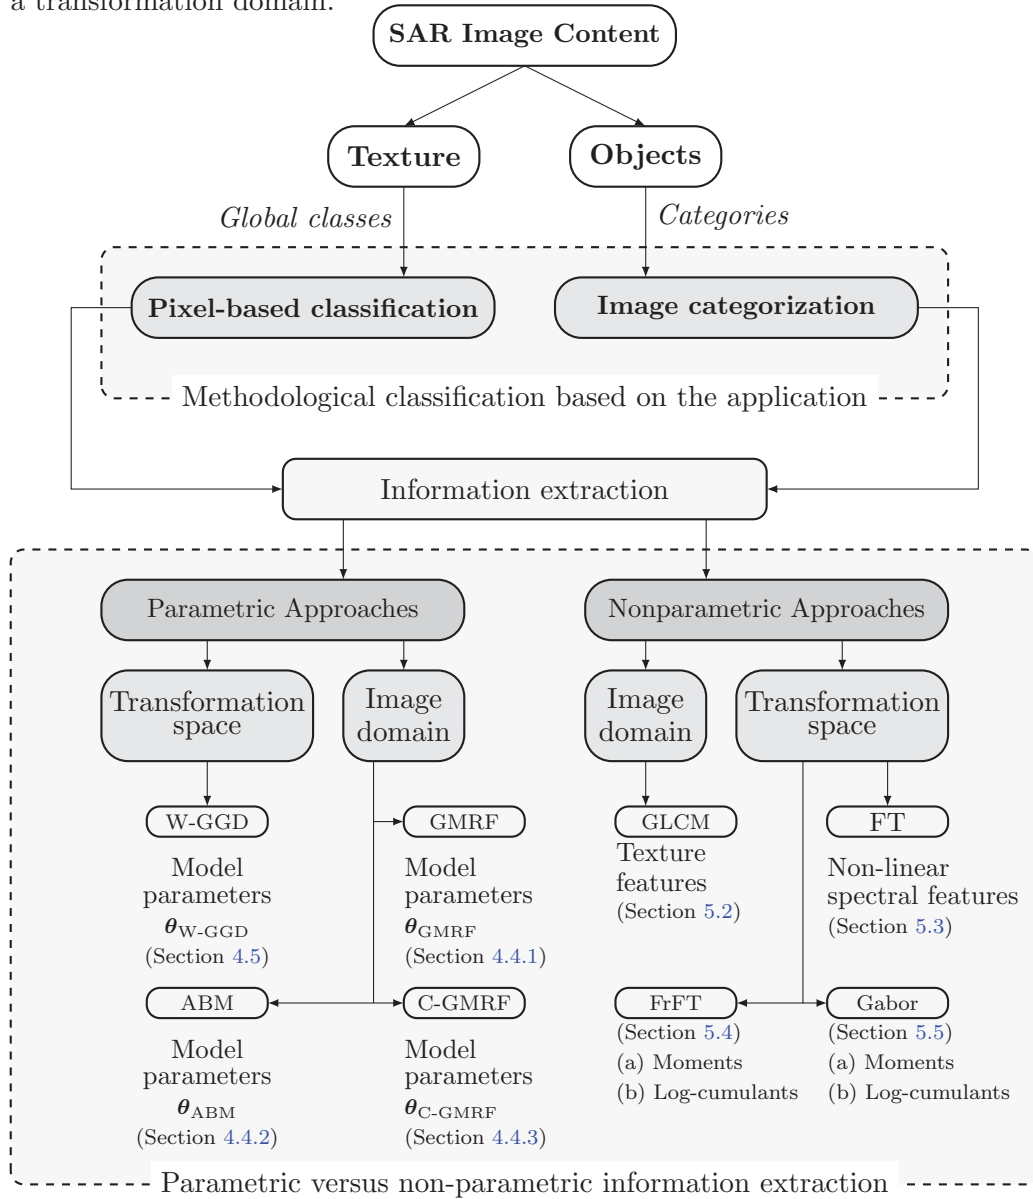 a transformation domain.
SAR Image Content
Texture
Objects
Global classes
Categories
Pixel-based classification
Image categorization
Methodological classification based on the application
Information extraction
Parametric Approaches
Nonparametric Approaches
Transformation
space
Image
domain
Image
domain
Transformation
space
W-GGD
Model
parameters
θW-GGD
(Section 4.5)
GMRF
Model
parameters
θGMRF
(Section 4.4.1)
GLCM
Texture
features
(Section 5.2)
FT
Non-linear
spectral features
(Section 5.3)
ABM
Model
parameters
θABM
(Section 4.4.2)
C-GMRF
Model
parameters
θC-GMRF
(Section 4.4.3)
FrFT
(Section 5.4)
(a) Moments
(b) Log-cumulants
Gabor
(Section 5.5)
(a) Moments
(b) Log-cumulants
Parametric versus non-parametric information extraction